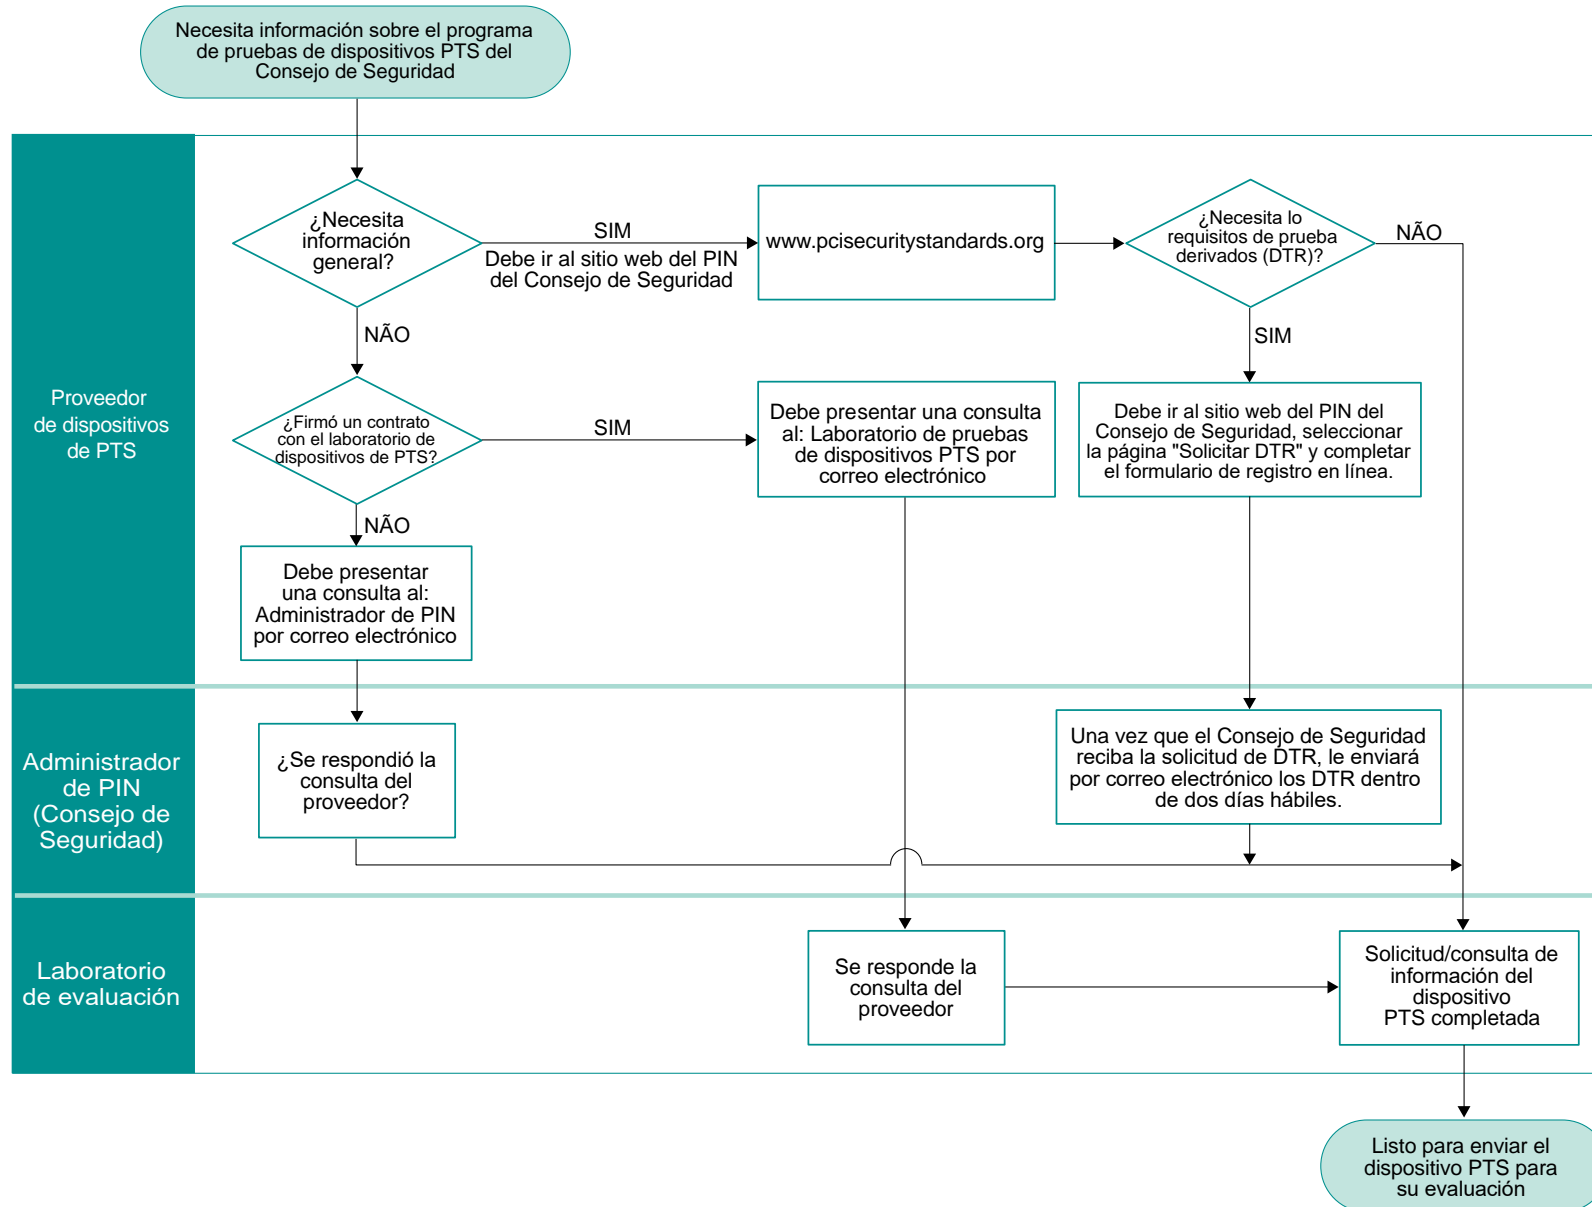 Necesita información sobre el programa
de pruebas de dispositivos PTS del
Consejo de Seguridad
Proveedor
de dispositivos
de PTS
¿Necesita
información
general?
SIM
Debe ir al sitio web del PIN
del Consejo de Seguridad
www.pcisecuritystandards.org
¿Necesita lo
requisitos de prueba
derivados (DTR)?
NÃO
NÃO
SIM
¿Firmó un contrato
con el laboratorio de
dispositivos de PTS?
SIM
Debe presentar una consulta
al: Laboratorio de pruebas
de dispositivos PTS por
correo electrónico
Debe ir al sitio web del PIN del
Consejo de Seguridad, seleccionar
la página "Solicitar DTR" y completar
el formulario de registro en línea.
NÃO
Debe presentar
una consulta al:
Administrador de PIN
por correo electrónico
Administrador
de PIN
(Consejo de
Seguridad)
¿Se respondió la
consulta del
proveedor?
Una vez que el Consejo de Seguridad
reciba la solicitud de DTR, le enviará
por correo electrónico los DTR dentro
de dos días hábiles.
Laboratorio
de evaluación
Se responde la
consulta del
proveedor
Solicitud/consulta de
información del
dispositivo
PTS completada
Listo para enviar el
dispositivo PTS para
su evaluación